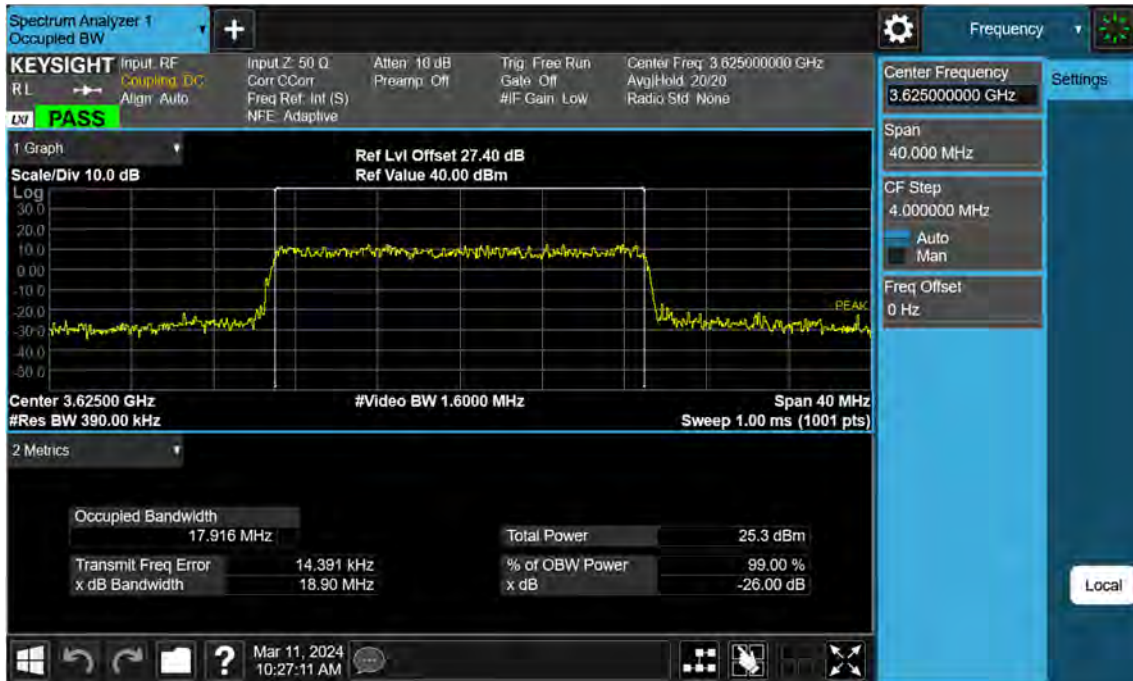 Spectrum Analyzer 1
Occupied BW
+
Frequency
KEYSIGHT
RL
LXI PASS
Input: RF
Coupling: DC
Align: Auto
Input Z: 50 Ω
Corr CCorr
Freq Ref: Int (S)
NFE: Adaptive
Atten: 10 dB
Preamp: Off
Trig: Free Run
Gate: Off
#IF Gain: Low
Center Freq: 3.625000000 GHz
Avg|Hold: 20/20
Radio Std: None
Center Frequency
3.625000000 GHz
Settings
Span
40.000 MHz
CF Step
4.000000 MHz
Auto
Man
Freq Offset
0 Hz
Local
1 Graph
Scale/Div 10.0 dB
Ref Lvl Offset 27.40 dB
Ref Value 40.00 dBm
Log
30.0
20.0
10.0
0.00
-10.0
-20.0
-30.0
-40.0
-50.0
PEAK
Center 3.62500 GHz
#Video BW 1.6000 MHz
Span 40 MHz
#Res BW 390.00 kHz
Sweep 1.00 ms (1001 pts)
2 Metrics
Occupied Bandwidth
17.916 MHz
Total Power 25.3 dBm
Transmit Freq Error 14.391 kHz
% of OBW Power 99.00 %
x dB Bandwidth 18.90 MHz
x dB -26.00 dB
?
Mar 11, 2024
10:27:11 AM